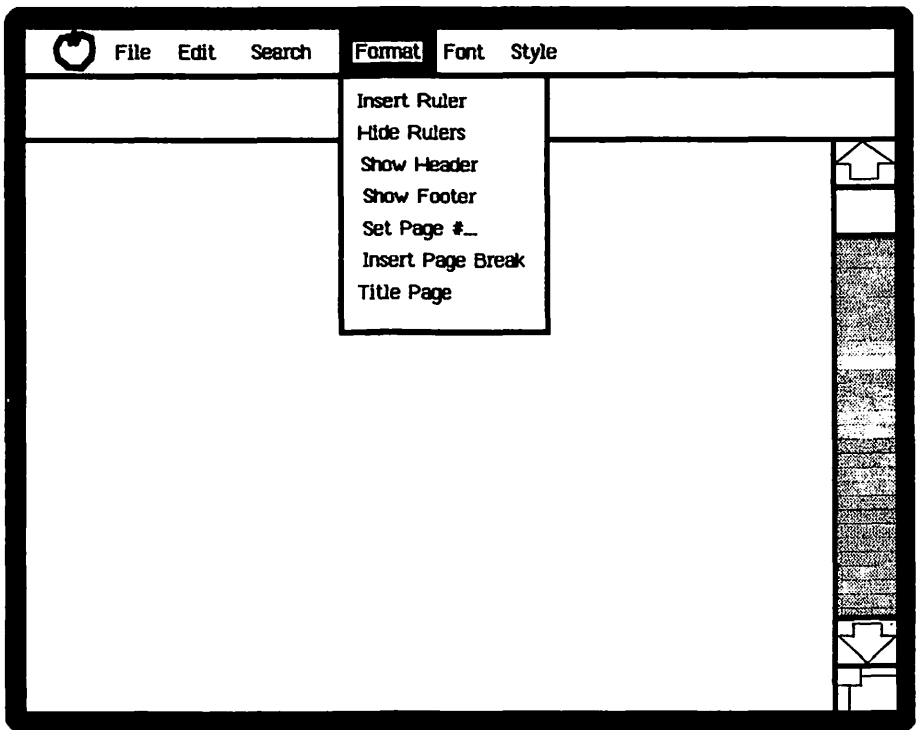 File Edit Search Format Font Style
Insert Ruler
Hide Rulers
Show Header
Show Footer
Set Page #...
Insert Page Break
Title Page